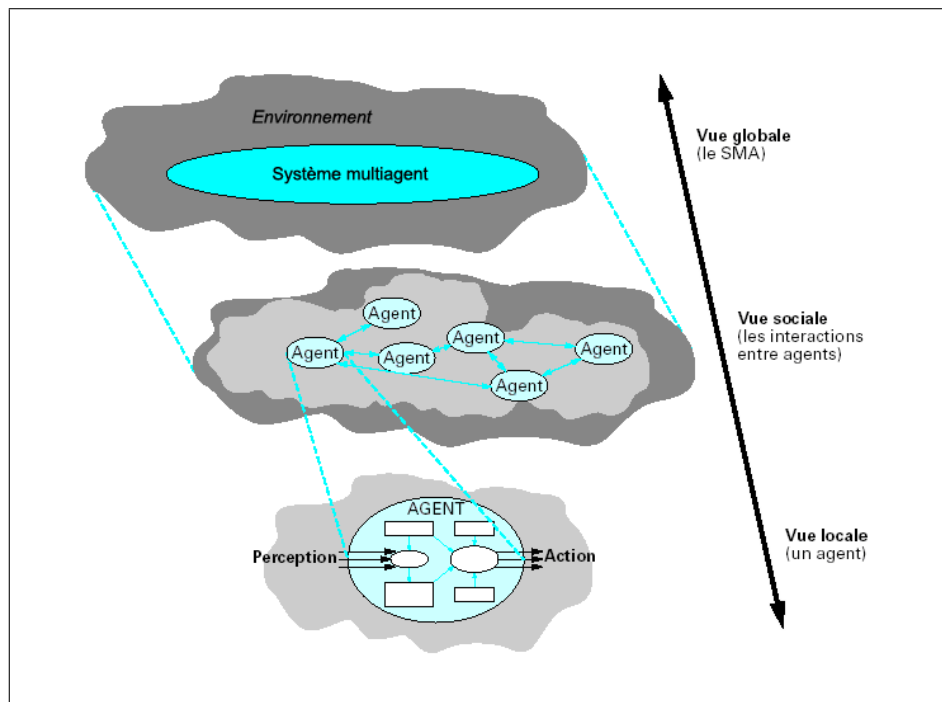 Environnement
Système multiagent
Vue globale
(le SMA)
Agent
Agent
Agent
Agent
Agent
Agent
Vue sociale
(les interactions
entre agents)
AGENT
Perception
Action
Vue locale
(un agent)